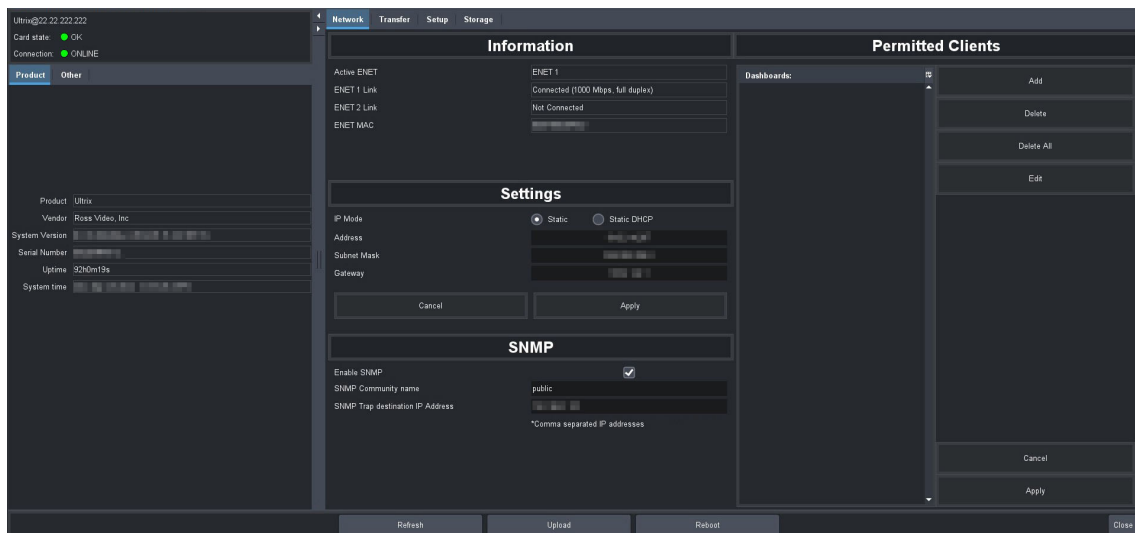 Ultrix@22.22.222.222
Card state: OK
Connection: ONLINE
Product Other
Product Ultrix
Vendor Ross Video, Inc
System Version
Serial Number
Uptime 92h0m19s
System time
Network Transfer Setup Storage
Information
Active ENET ENET 1
ENET 1 Link Connected (1000 Mbps, full duplex)
ENET 2 Link Not Connected
ENET MAC
Settings
IP Mode Static Static DHCP
Address
Subnet Mask
Gateway
Cancel Apply
SNMP
Enable SNMP
SNMP Community name public
SNMP Trap destination IP Address
*Comma separated IP addresses
Permitted Clients
Dashboards:
Add
Delete
Delete All
Edit
Cancel
Apply
Refresh Upload Reboot Close